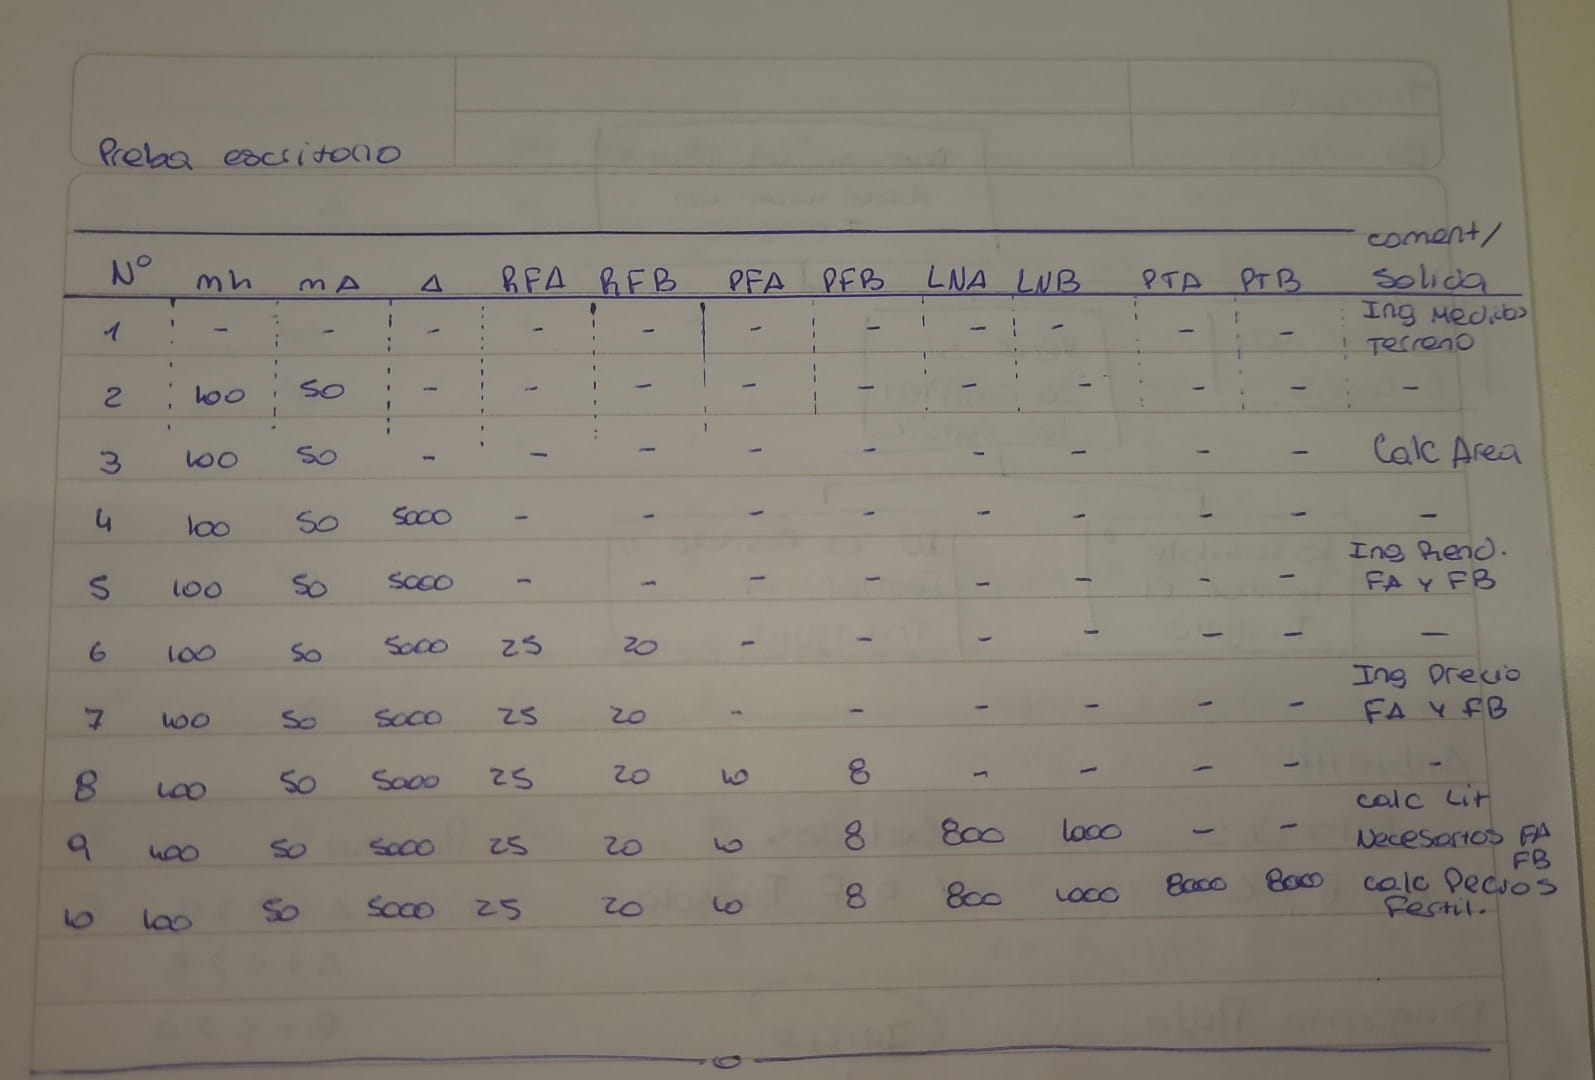 Preba escritorio
coment/
Nº mh mA A RFA RFB PFA PFB LNA LNB PTA PTB Salida
1 - - - - - - - - - - - Ing Medidas
Terreno
2 100 50 - - - - - - - - - -
3 100 50 - - - - - - - - - Calc Area
4 100 50 5000 - - - - - - - - -
Ing Rend.
5 100 50 5000 - - - - - - - - FA Y FB
6 100 50 5000 25 20 - - - - - - -
Ing Precio
7 100 50 5000 25 20 - - - - - - FA Y FB
8 100 50 5000 25 20 10 8 - - - - -
calc Lit
9 100 50 5000 25 20 10 8 800 1000 - - Necesarios FA
FB
10 100 50 5000 25 20 10 8 800 1000 8000 8000 calc Pecios
Fertil.